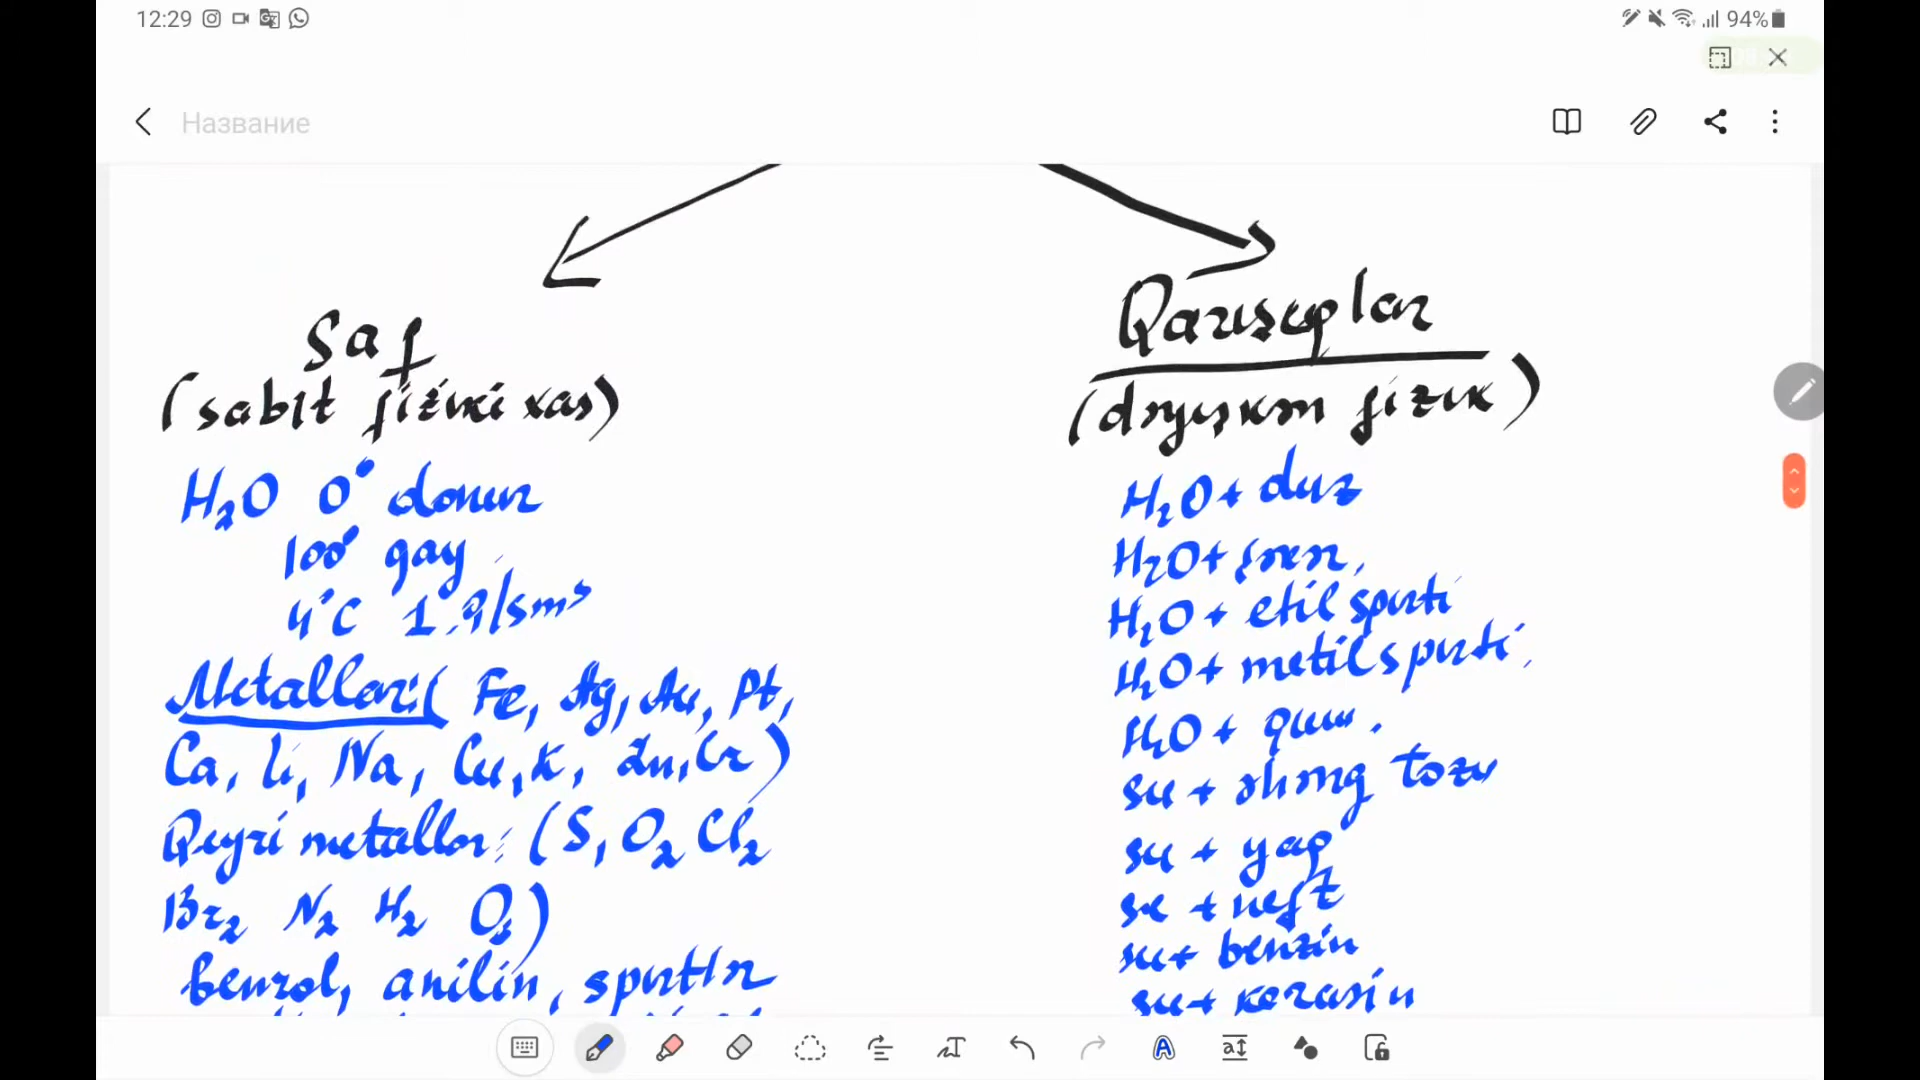 12:29
94%
Название
Saf
(sabit fiziki xas)
H₂O 0° donur
100° qay
4°C 1 g/sm³
Metallar: ( Fe, Ag, Au, Pt,
Ca, Li, Na, Cu, K, Zn, Cr )
Qeyri metallar: ( S, O₂ Cl₂
Br₂ N₂ H₂ O₃ )
benzol, anilin, spirtlər
Qarışıqlar
(dəyişkən fizik)
H₂O + duz
H₂O + şəkər,
H₂O + etil spirti
H₂O + metil spirti,
H₂O + qum,
su + əhəng tozu
su + yağ
su + neft
su + benzin
su + kerasin